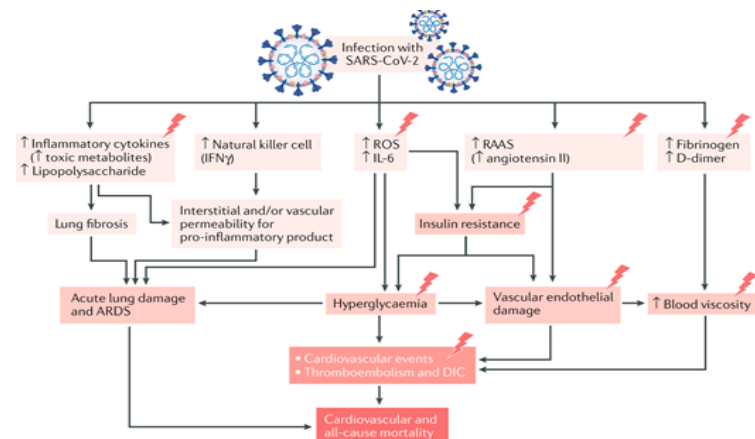 Infection with
SARS-CoV-2
↑ Inflammatory cytokines
(↑ toxic metabolites)
↑ Lipopolysaccharide
↑ Natural killer cell
(IFNγ)
↑ ROS
↑ IL-6
↑ RAAS
(↑ angiotensin II)
↑ Fibrinogen
↑ D-dimer
Lung fibrosis
Interstitial and/or vascular
permeability for
pro-inflammatory product
Insulin resistance
Acute lung damage
and ARDS
Hyperglycaemia
Vascular endothelial
damage
↑ Blood viscosity
• Cardiovascular events
• Thromboembolism and DIC
Cardiovascular and
all-cause mortality